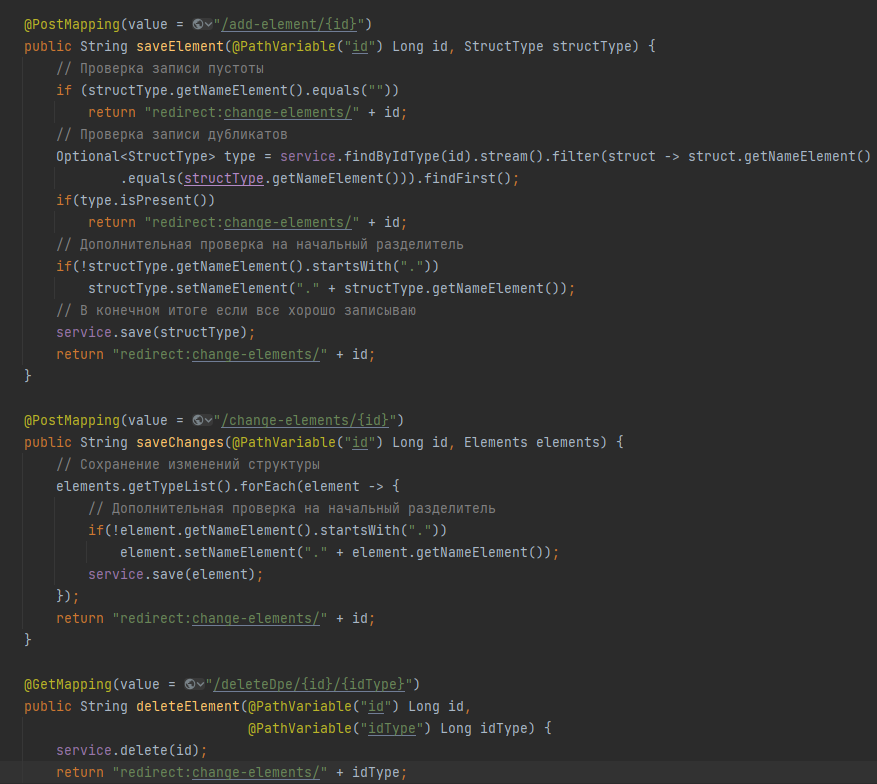 @PostMapping(value = "/add-element/{id}")
public String saveElement(@PathVariable("id") Long id, StructType structType) {
    // Проверка записи пустоты
    if (structType.getNameElement().equals(""))
        return "redirect:change-elements/" + id;
    // Проверка записи дубликатов
    Optional<StructType> type = service.findByIdType(id).stream().filter(struct -> struct.getNameElement()
            .equals(structType.getNameElement())).findFirst();
    if(type.isPresent())
        return "redirect:change-elements/" + id;
    // Дополнительная проверка на начальный разделитель
    if(!structType.getNameElement().startsWith("."))
        structType.setNameElement("." + structType.getNameElement());
    // В конечном итоге если все хорошо записываю
    service.save(structType);
    return "redirect:change-elements/" + id;
}

@PostMapping(value = "/change-elements/{id}")
public String saveChanges(@PathVariable("id") Long id, Elements elements) {
    // Сохранение изменений структуры
    elements.getTypeList().forEach(element -> {
        // Дополнительная проверка на начальный разделитель
        if(!element.getNameElement().startsWith("."))
            element.setNameElement("." + element.getNameElement());
        service.save(element);
    });
    return "redirect:change-elements/" + id;
}

@GetMapping(value = "/deleteDpe/{id}/{idType}")
public String deleteElement(@PathVariable("id") Long id,
                            @PathVariable("idType") Long idType) {
    service.delete(id);
    return "redirect:change-elements/" + idType;